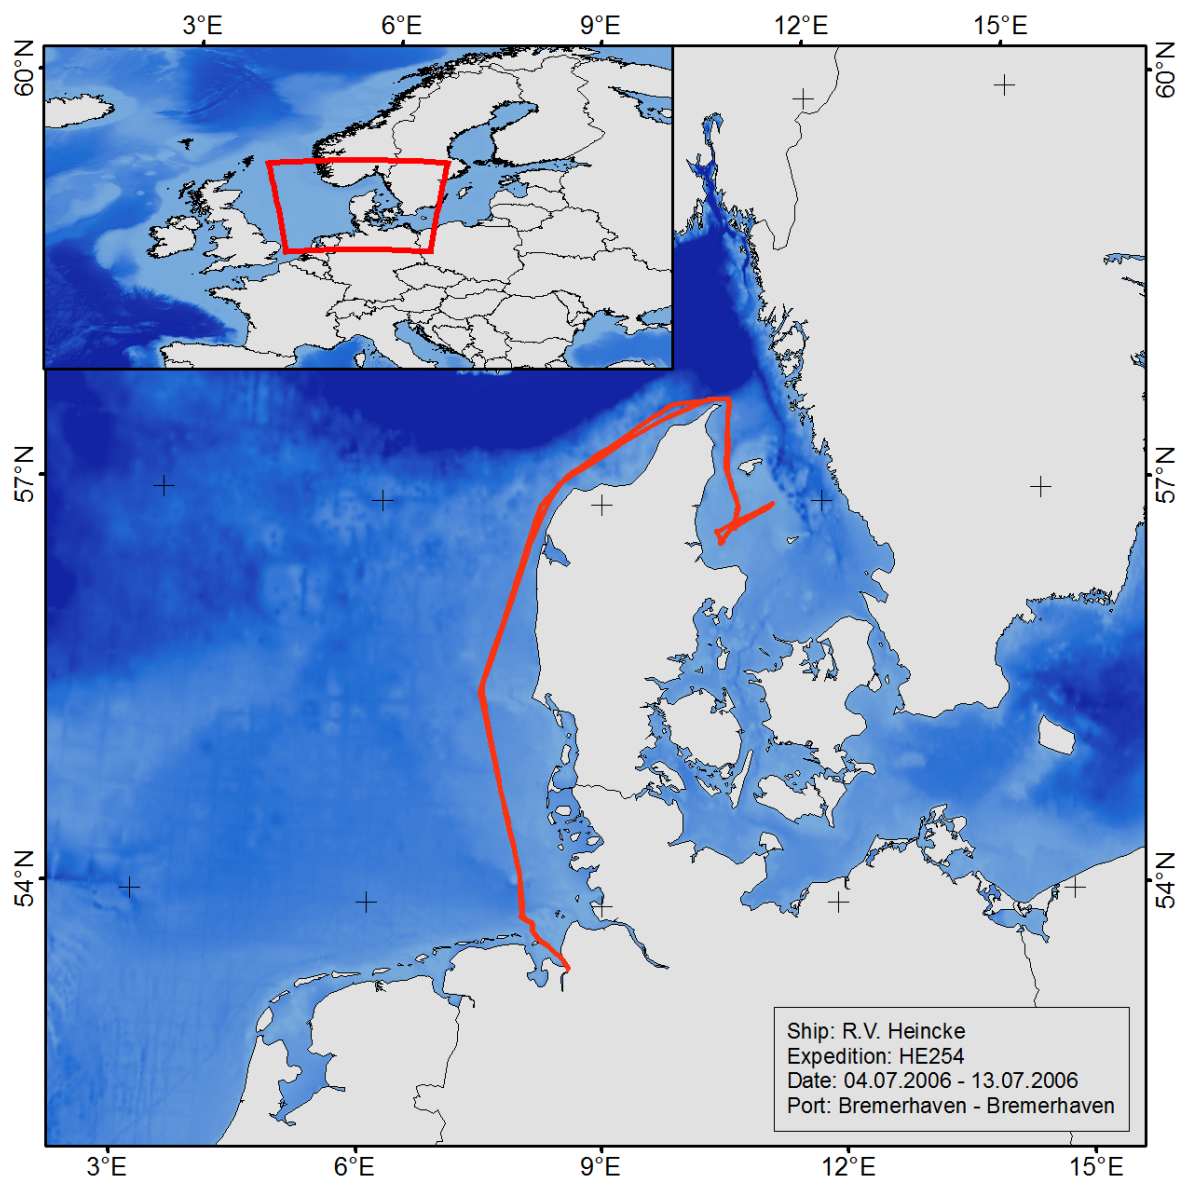 3°E 6°E 9°E 12°E 15°E
60°N 60°N
57°N 57°N
54°N 54°N
Ship: R.V. Heincke
Expedition: HE254
Date: 04.07.2006 - 13.07.2006
Port: Bremerhaven - Bremerhaven
3°E 6°E 9°E 12°E 15°E